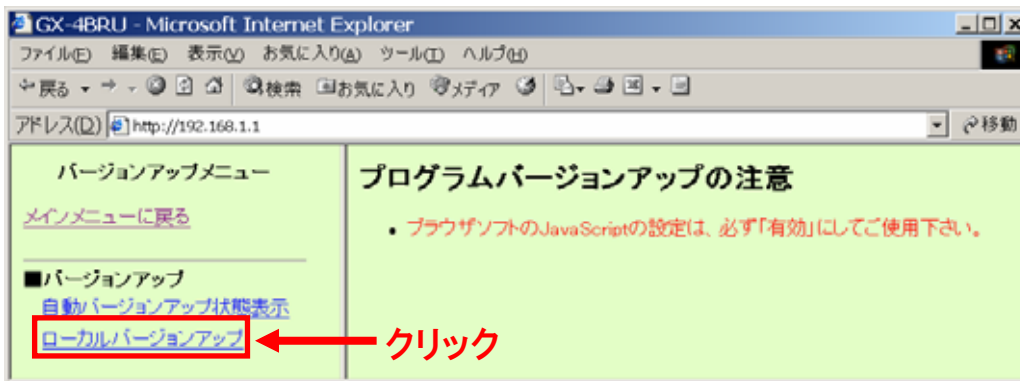 GX-4BRU - Microsoft Internet Explorer
ファイル(E) 編集(E) 表示(V) お気に入り(A) ツール(T) ヘルプ(H)
戻る 検索 お気に入り メディア
アドレス(D) http://192.168.1.1 移動
バージョンアップメニュー
メインメニューに戻る
■バージョンアップ
自動バージョンアップ状態表示
ローカルバージョンアップ
プログラムバージョンアップの注意
• ブラウザソフトのJavaScriptの設定は、必ず「有効」にしてご使用下さい。
クリック